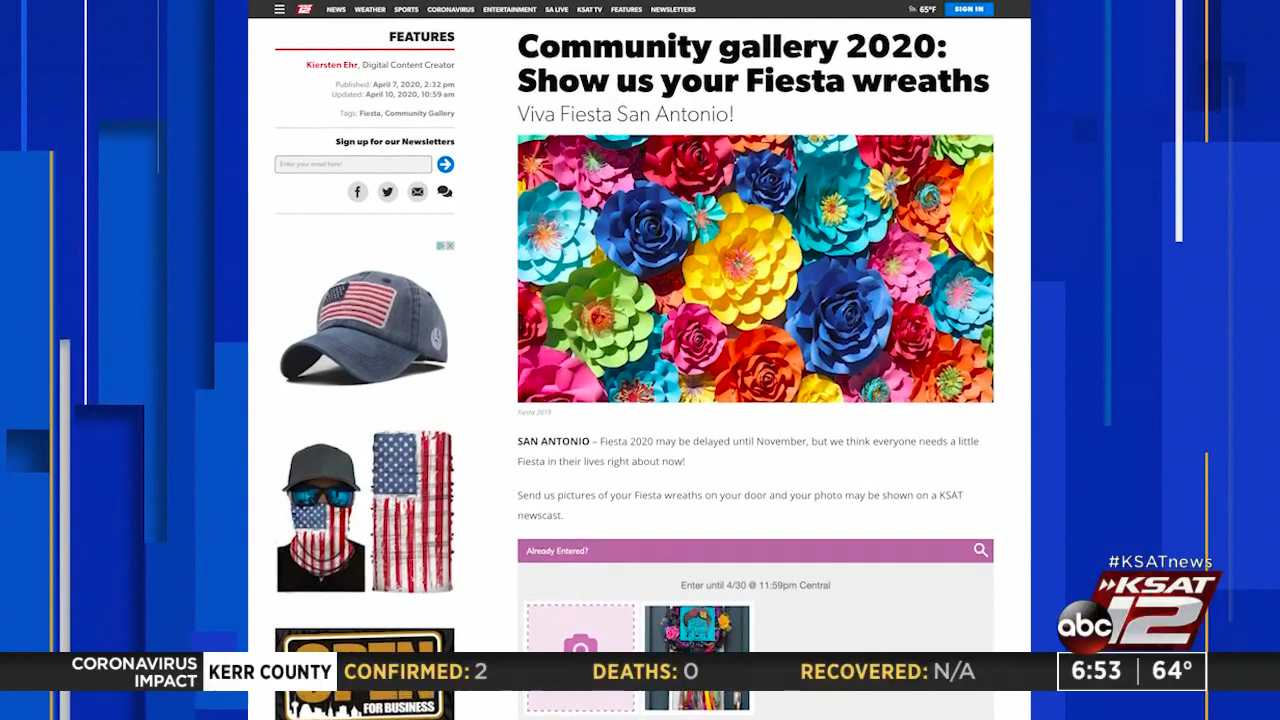 NEWS WEATHER SPORTS CORONAVIRUS ENTERTAINMENT SA LIVE KSAT TV FEATURES NEWSLETTERS 65°F SIGN IN
FEATURES
Kiersten Ehr, Digital Content Creator
Published: April 7, 2020, 2:32 pm
Updated: April 10, 2020, 10:59 am
Tags: Fiesta, Community Gallery
Sign up for our Newsletters
Enter your email here!
Community gallery 2020:
Show us your Fiesta wreaths
Viva Fiesta San Antonio!
Fiesta 2019
SAN ANTONIO – Fiesta 2020 may be delayed until November, but we think everyone needs a little
Fiesta in their lives right about now!
Send us pictures of your Fiesta wreaths on your door and your photo may be shown on a KSAT
newscast.
Already Entered?
Enter until 4/30 @ 11:59pm Central
OPEN
FOR BUSINESS
#KSATnews
KSAT
abc 12
CORONAVIRUS
IMPACT
KERR COUNTY CONFIRMED: 2 DEATHS: 0 RECOVERED: N/A
6:53 64°